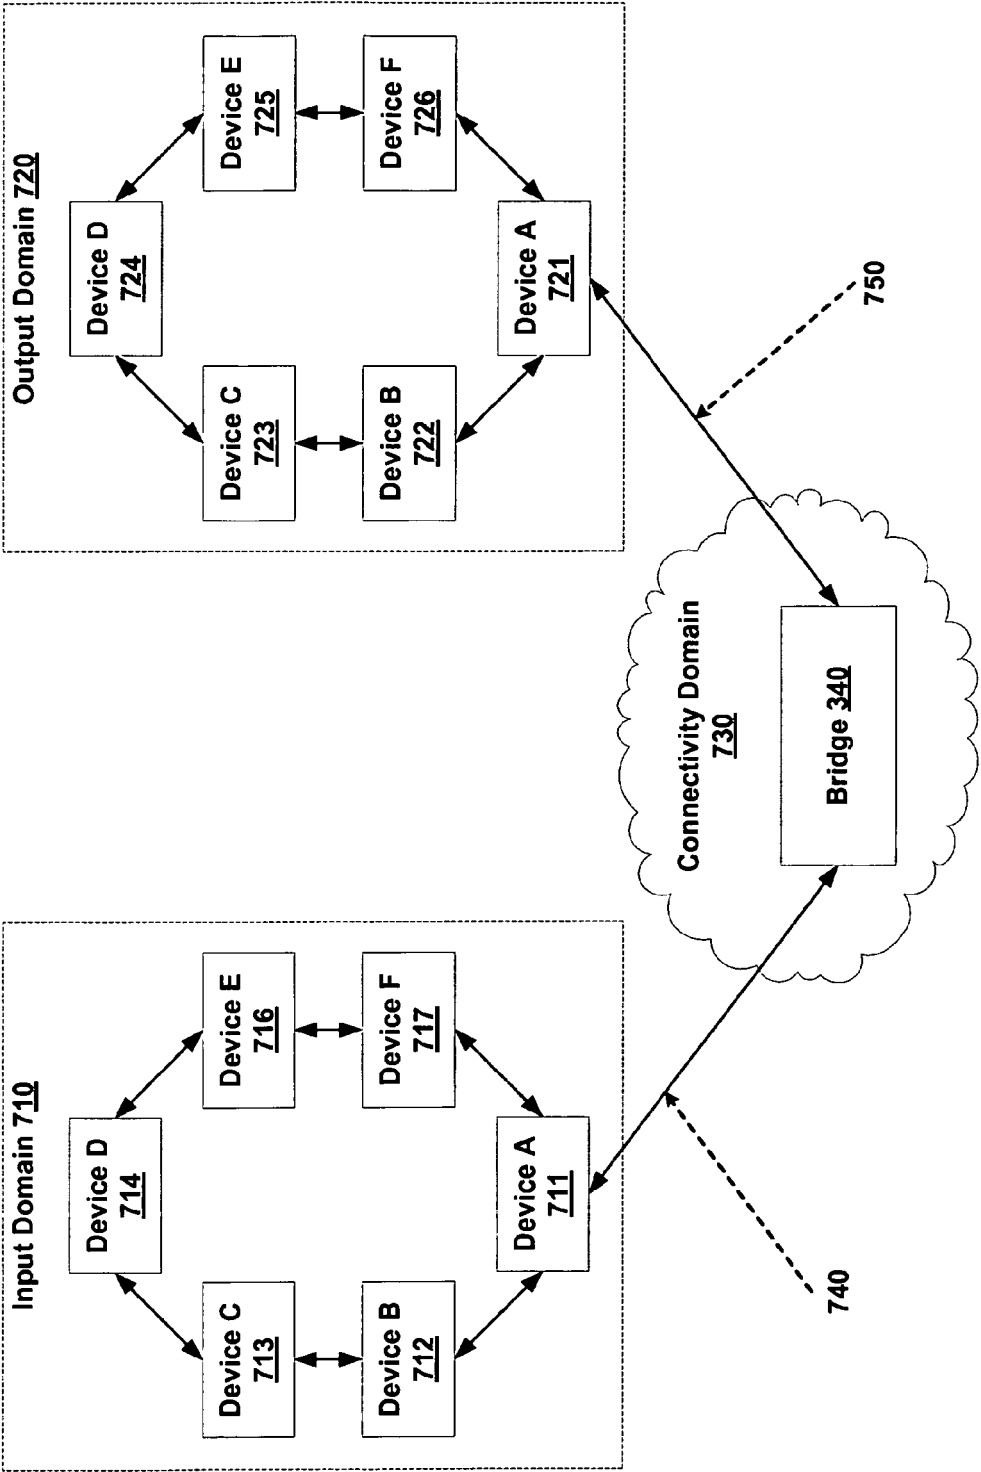 Input Domain 710
Device D
714
Device C
713
Device E
716
Device B
712
Device F
717
Device A
711
740
Output Domain 720
Device D
724
Device C
723
Device E
725
Device B
722
Device F
726
Device A
721
750
Connectivity Domain
730
Bridge 340